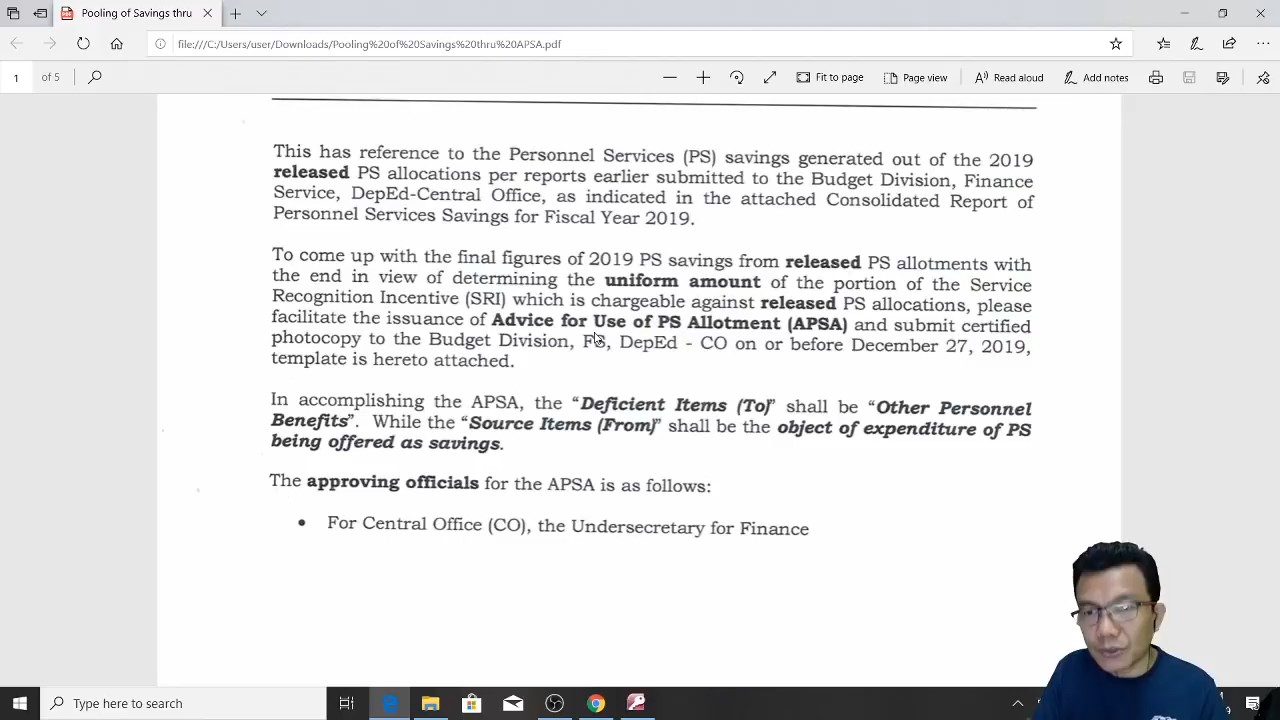 Pooling of Savings thru
file:///C:/Users/user/Downloads/Pooling%20of%20Savings%20thru%20APSA.pdf
1 of 5
Fit to page
Page view
Read aloud
Add notes
This has reference to the Personnel Services (PS) savings generated out of the 2019
released PS allocations per reports earlier submitted to the Budget Division, Finance
Service, DepEd-Central Office, as indicated in the attached Consolidated Report of
Personnel Services Savings for Fiscal Year 2019.
To come up with the final figures of 2019 PS savings from released PS allotments with
the end in view of determining the uniform amount of the portion of the Service
Recognition Incentive (SRI) which is chargeable against released PS allocations, please
facilitate the issuance of Advice for Use of PS Allotment (APSA) and submit certified
photocopy to the Budget Division, FS, DepEd - CO on or before December 27, 2019,
template is hereto attached.
In accomplishing the APSA, the “Deficient Items (To)” shall be “Other Personnel
Benefits”. While the “Source Items (From)” shall be the object of expenditure of PS
being offered as savings.
The approving officials for the APSA is as follows:
• For Central Office (CO), the Undersecretary for Finance
Type here to search